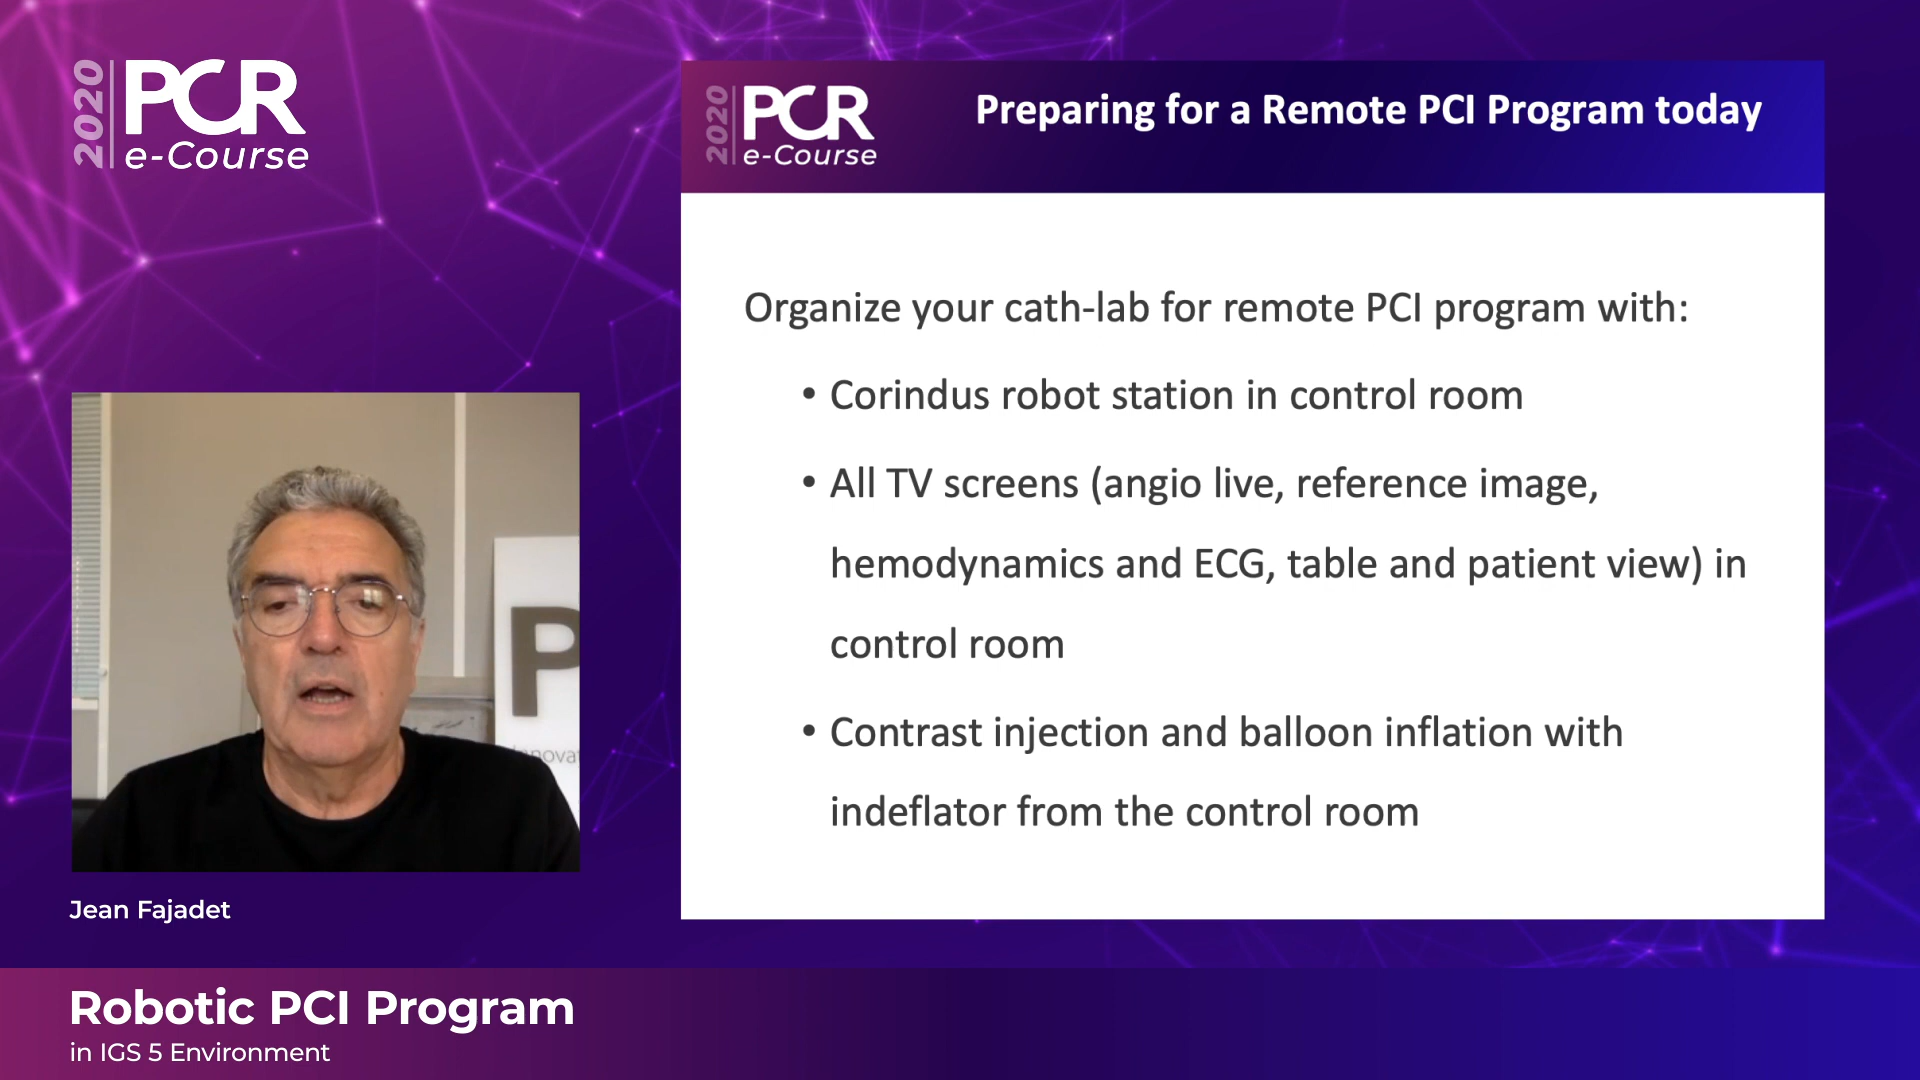 2020
PCR
e-Course
2020
PCR
e-Course
Preparing for a Remote PCI Program today
Organize your cath-lab for remote PCI program with:
• Corindus robot station in control room
• All TV screens (angio live, reference image,
hemodynamics and ECG, table and patient view) in
control room
• Contrast injection and balloon inflation with
indeflator from the control room
P
Jean Fajadet
Robotic PCI Program
in IGS 5 Environment